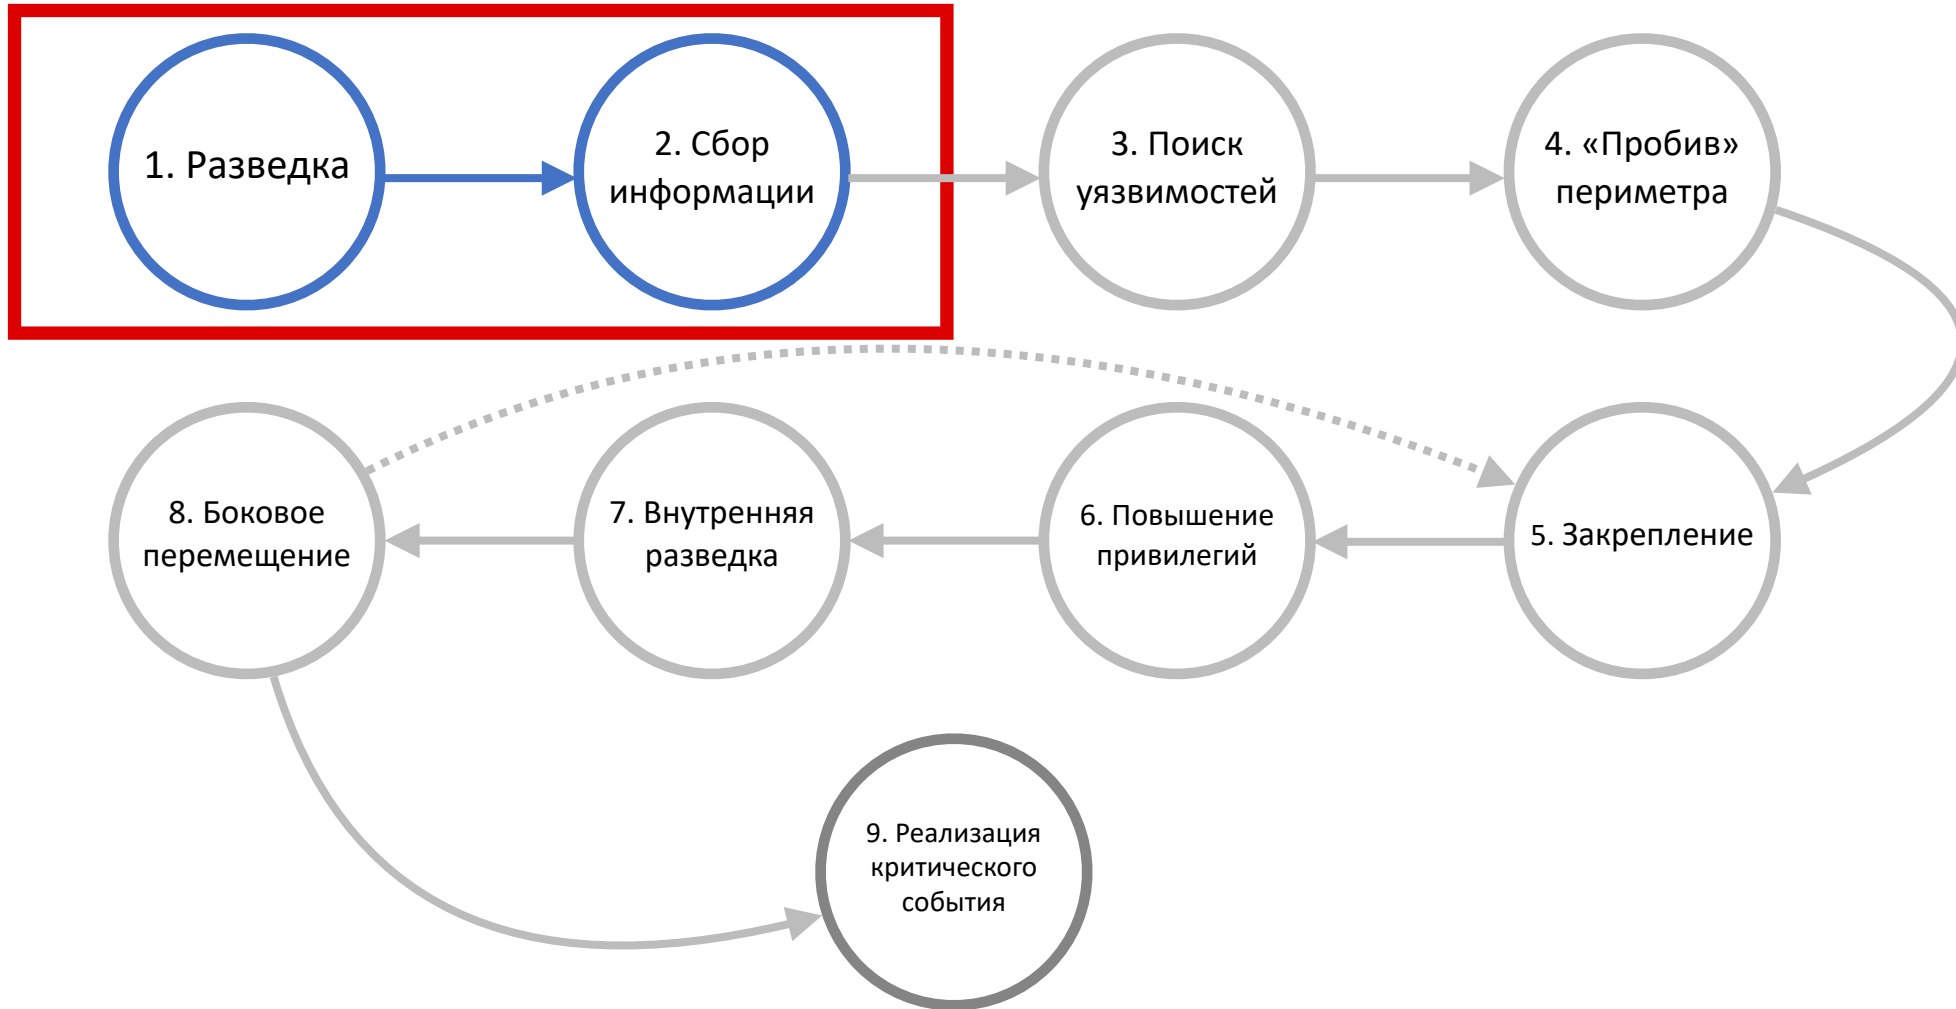 1. Разведка
2. Сбор
информации
3. Поиск
уязвимостей
4. «Пробив»
периметра
8. Боковое
перемещение
7. Внутренняя
разведка
6. Повышение
привилегий
5. Закрепление
9. Реализация
критического
события